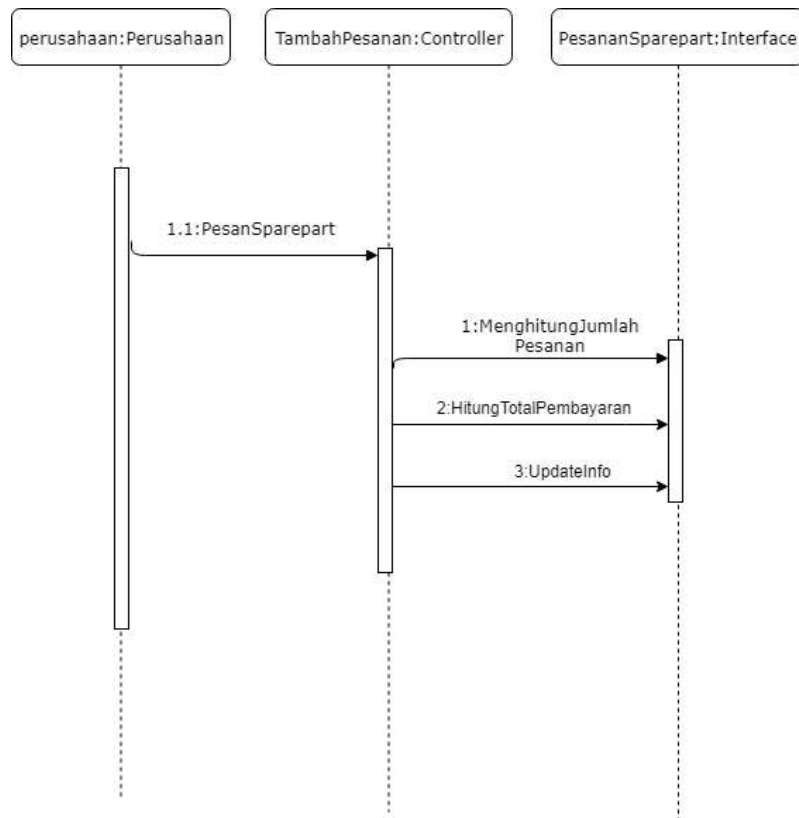 perusahaan:Perusahaan
TambahPesanan:Controller
PesananSparepart:Interface
1.1:PesanSparepart
1:MenghitungJumlah
Pesanan
2:HitungTotalPembayaran
3:UpdateInfo